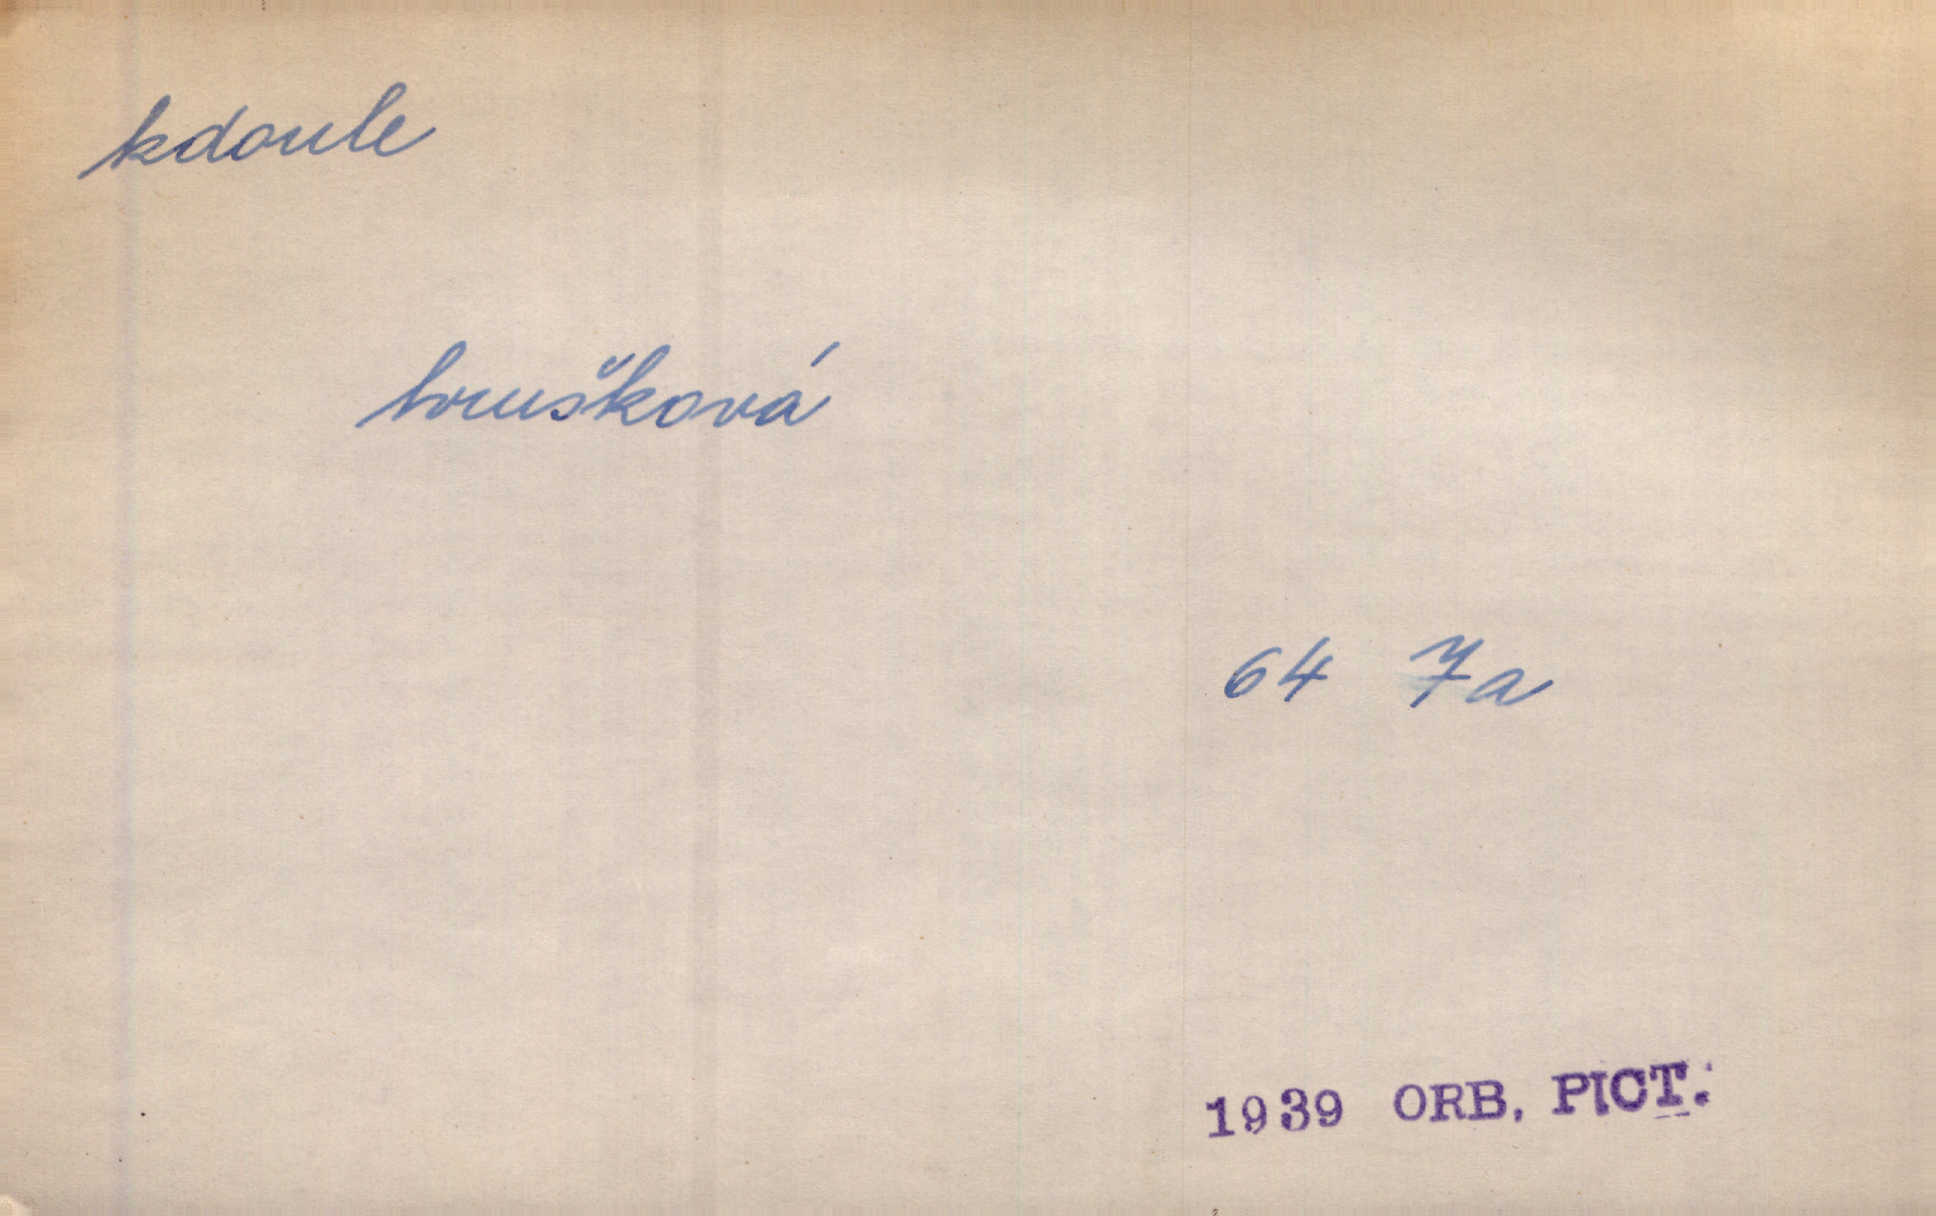 kdoule
hrušková
64 7a
1939 ORB. PICT.